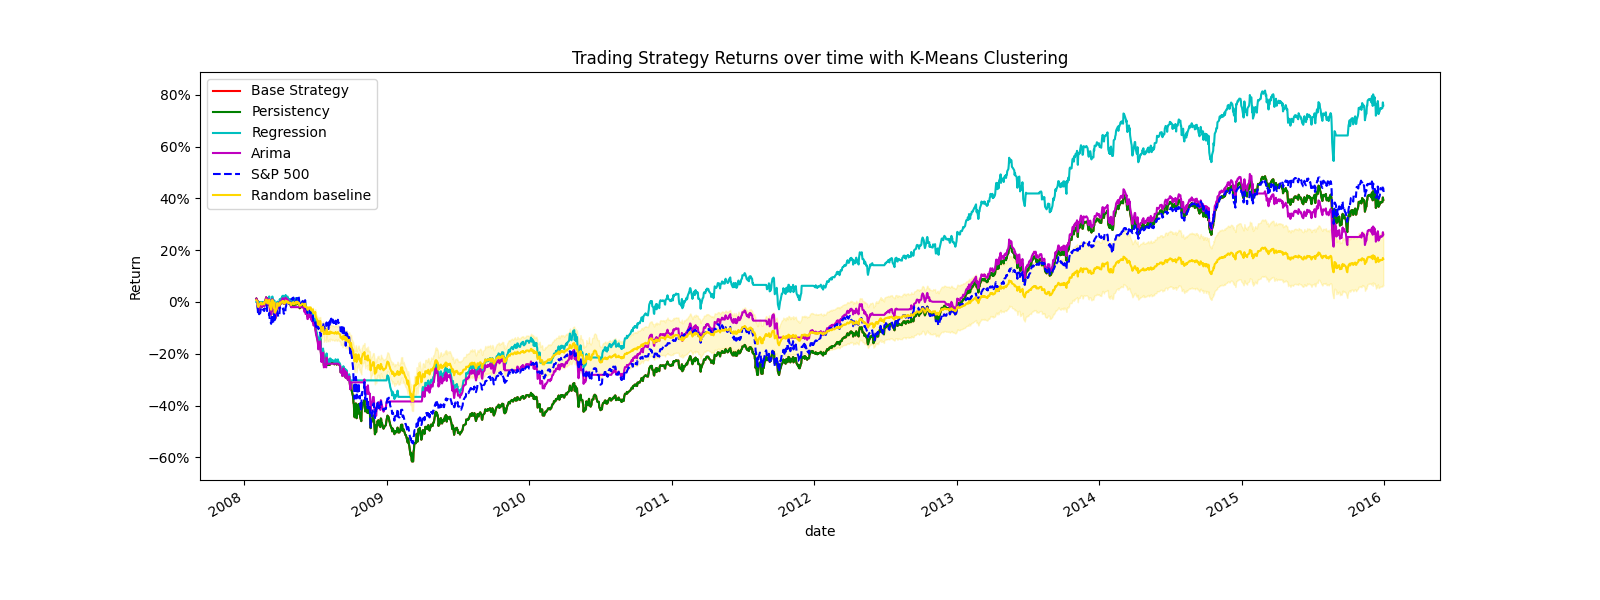 Trading Strategy Returns over time with K-Means Clustering
Base Strategy
Persistency
Regression
Arima
S&P 500
Random baseline
80%
60%
40%
20%
0%
−20%
−40%
−60%
Return
2008
2009
2010
2011
2012
2013
2014
2015
2016
date